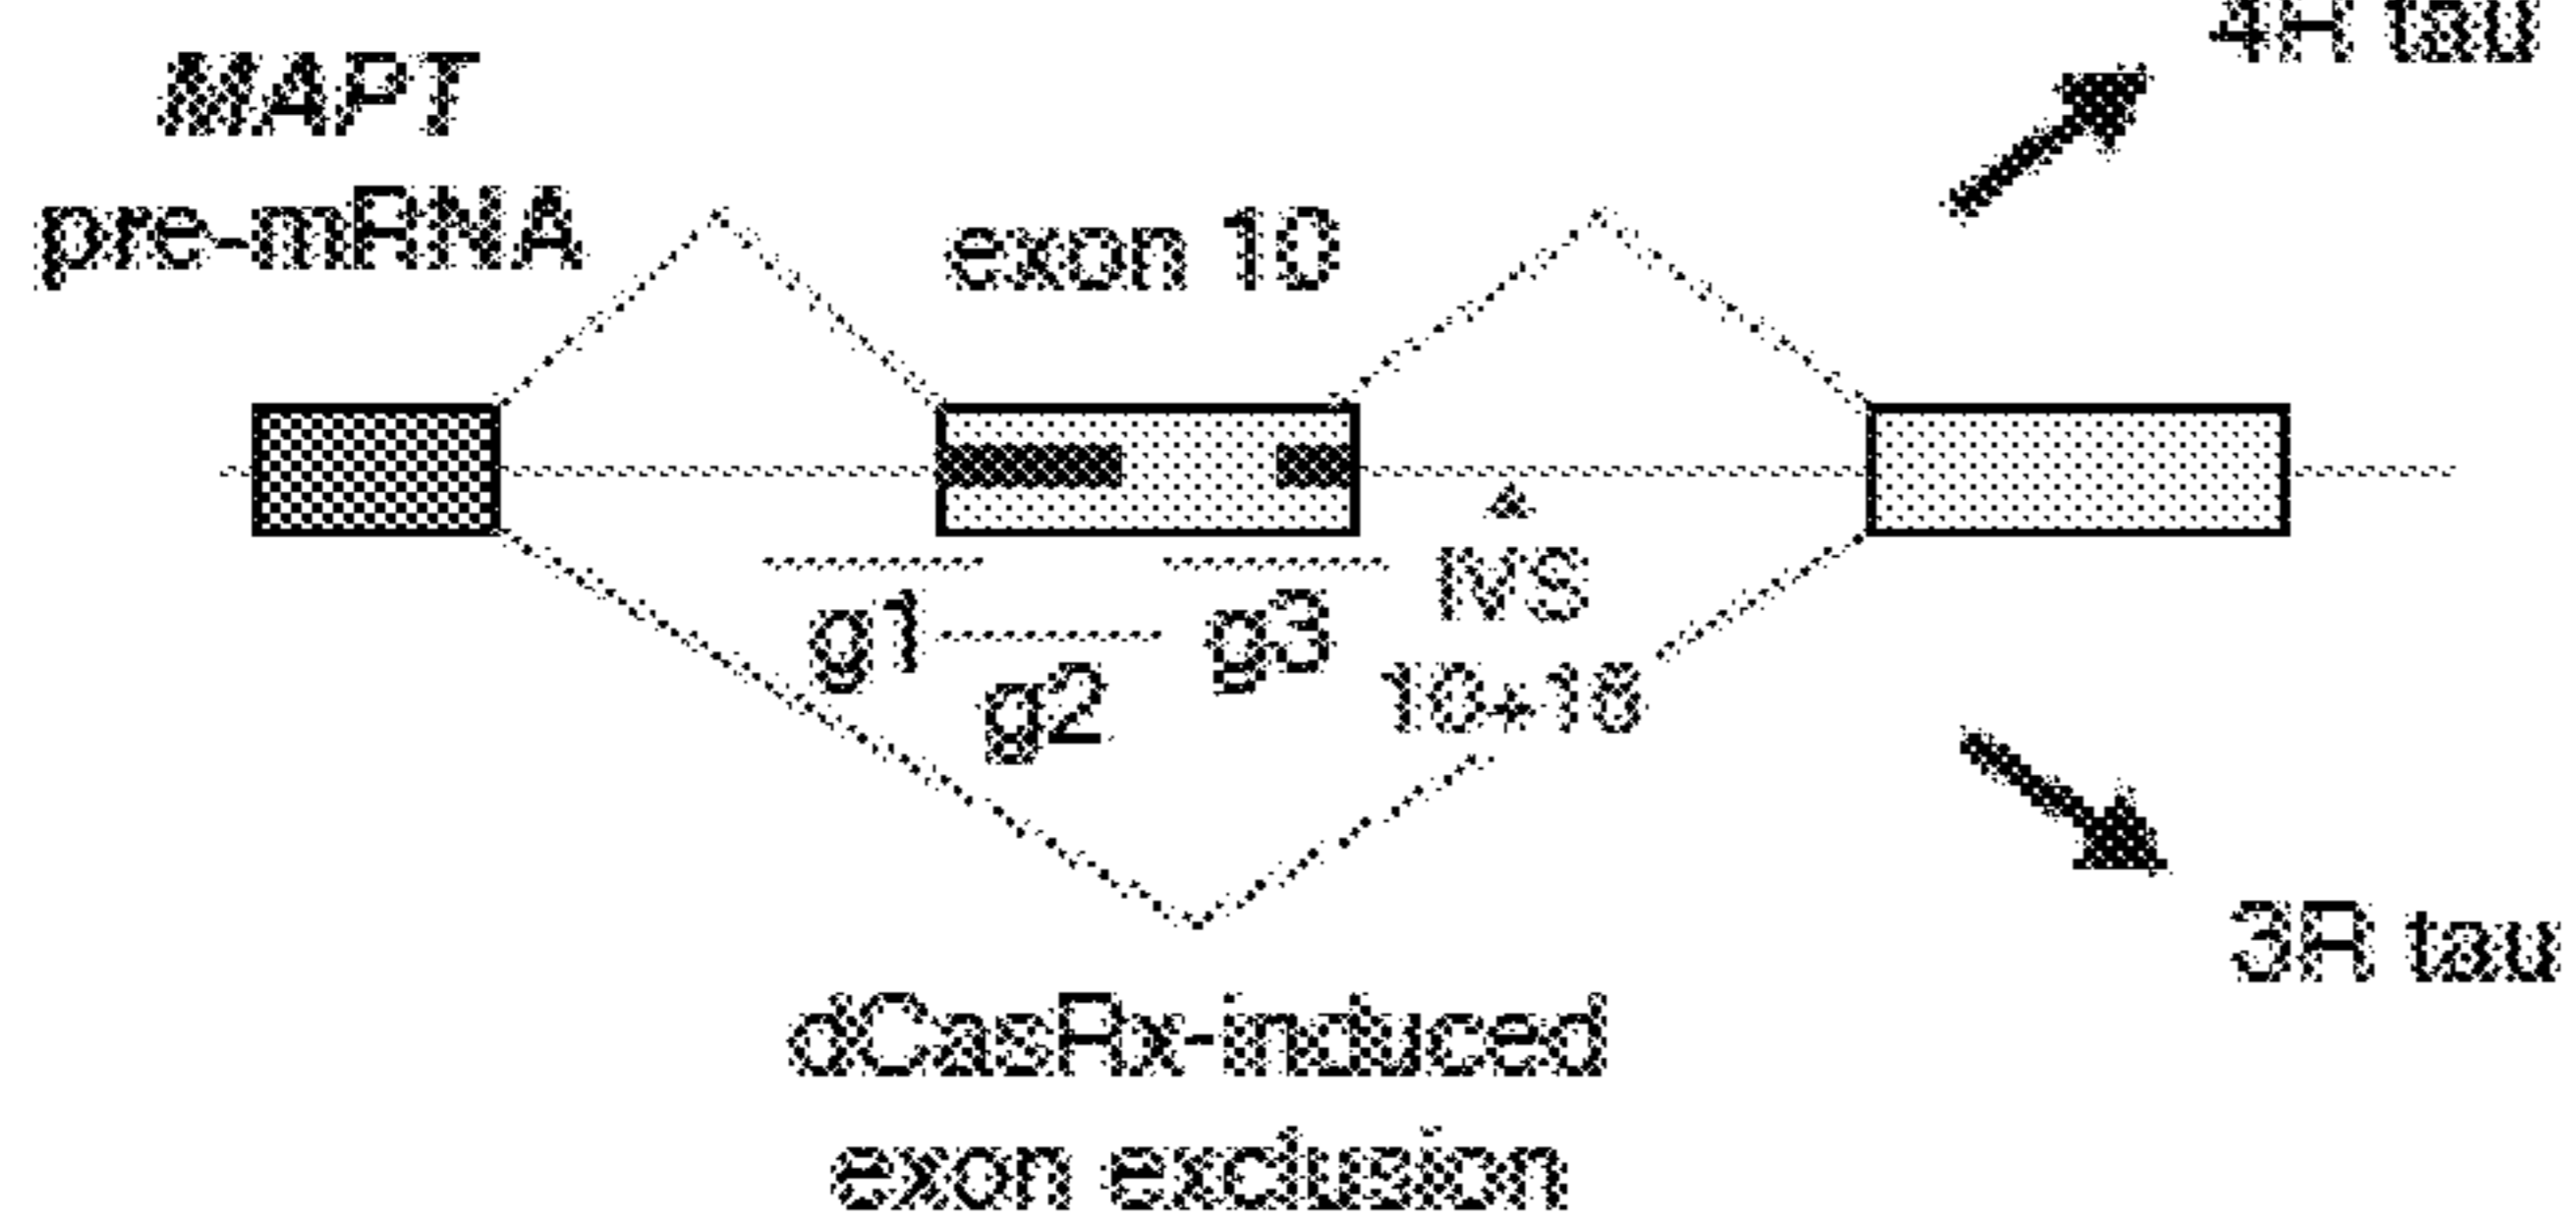 MAPT
pre-mRNA
exon 10
4R tau
g1
g2
g3
IVS
10+16
3R tau
dCasRx-induced
exon exclusion